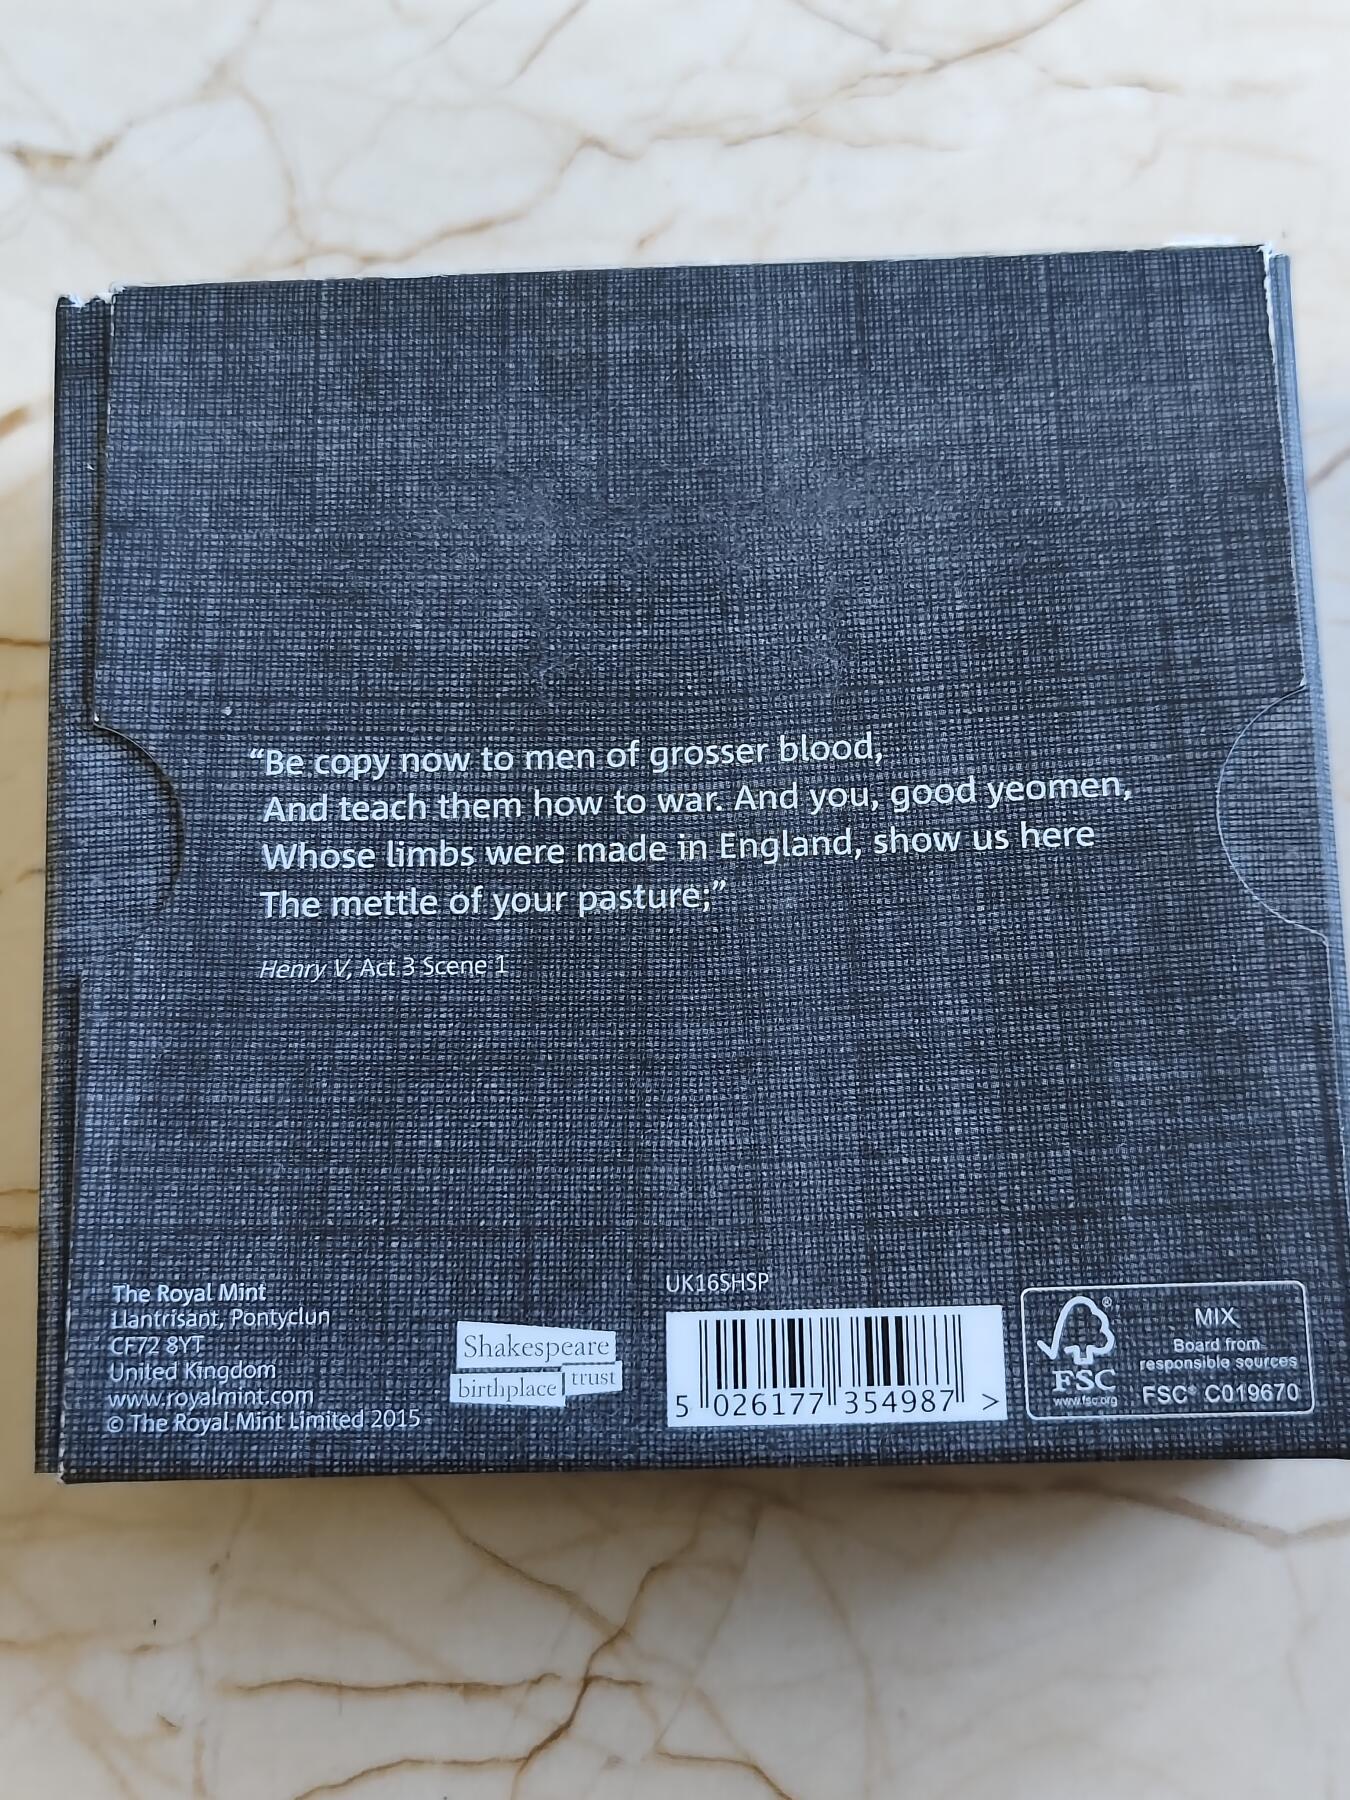 “Be copy now to men of grosser blood,
And teach them how to war. And you, good yeomen,
Whose limbs were made in England, show us here
The mettle of your pasture;”
Henry V, Act 3 Scene 1
The Royal Mint
Llantrisant, Pontyclun
CF72 8YT
United Kingdom
www.royalmint.com
© The Royal Mint Limited 2015
Shakespeare
birthplace trust
UK16SHSP
5 026177 354987 >
FSC
www.fsc.org
MIX
Board from
responsible sources
FSC® C019670